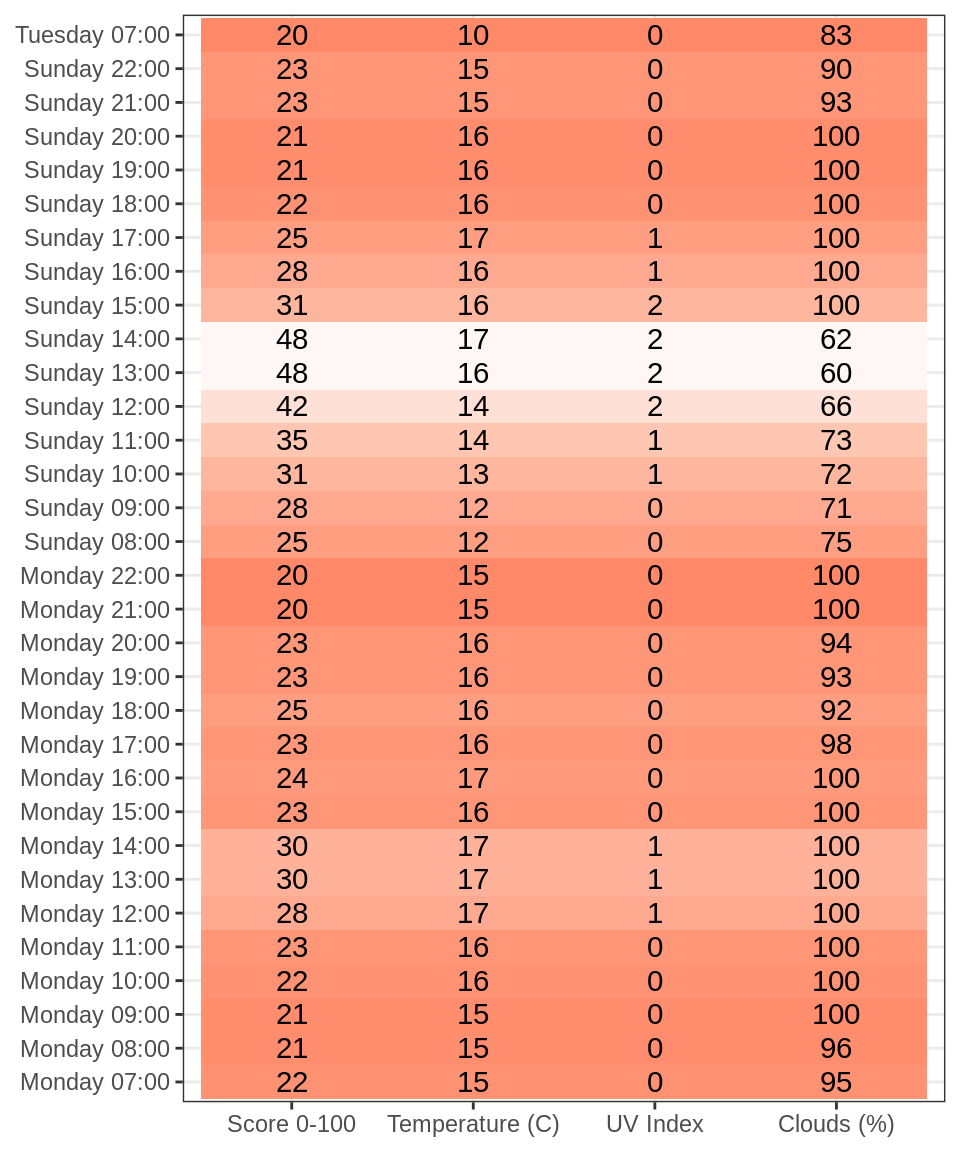 Tuesday 07:00 20 10 0 83
Sunday 22:00 23 15 0 90
Sunday 21:00 23 15 0 93
Sunday 20:00 21 16 0 100
Sunday 19:00 21 16 0 100
Sunday 18:00 22 16 0 100
Sunday 17:00 25 17 1 100
Sunday 16:00 28 16 1 100
Sunday 15:00 31 16 2 100
Sunday 14:00 48 17 2 62
Sunday 13:00 48 16 2 60
Sunday 12:00 42 14 2 66
Sunday 11:00 35 14 1 73
Sunday 10:00 31 13 1 72
Sunday 09:00 28 12 0 71
Sunday 08:00 25 12 0 75
Monday 22:00 20 15 0 100
Monday 21:00 20 15 0 100
Monday 20:00 23 16 0 94
Monday 19:00 23 16 0 93
Monday 18:00 25 16 0 92
Monday 17:00 23 16 0 98
Monday 16:00 24 17 0 100
Monday 15:00 23 16 0 100
Monday 14:00 30 17 1 100
Monday 13:00 30 17 1 100
Monday 12:00 28 17 1 100
Monday 11:00 23 16 0 100
Monday 10:00 22 16 0 100
Monday 09:00 21 15 0 100
Monday 08:00 21 15 0 96
Monday 07:00 22 15 0 95
Score 0-100 Temperature (C) UV Index Clouds (%)